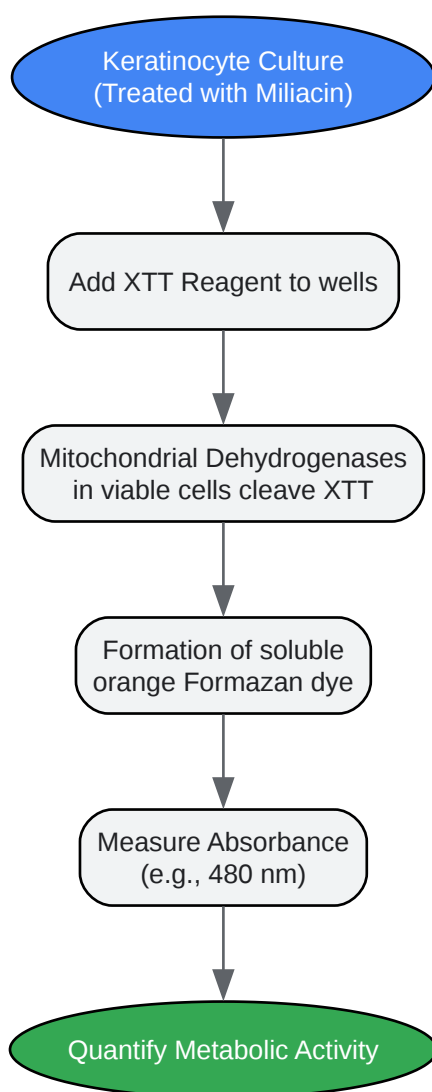 Keratinocyte Culture
(Treated with Miliacin)
Add XTT Reagent to wells
Mitochondrial Dehydrogenases
in viable cells cleave XTT
Formation of soluble
orange Formazan dye
Measure Absorbance
(e.g., 480 nm)
Quantify Metabolic Activity